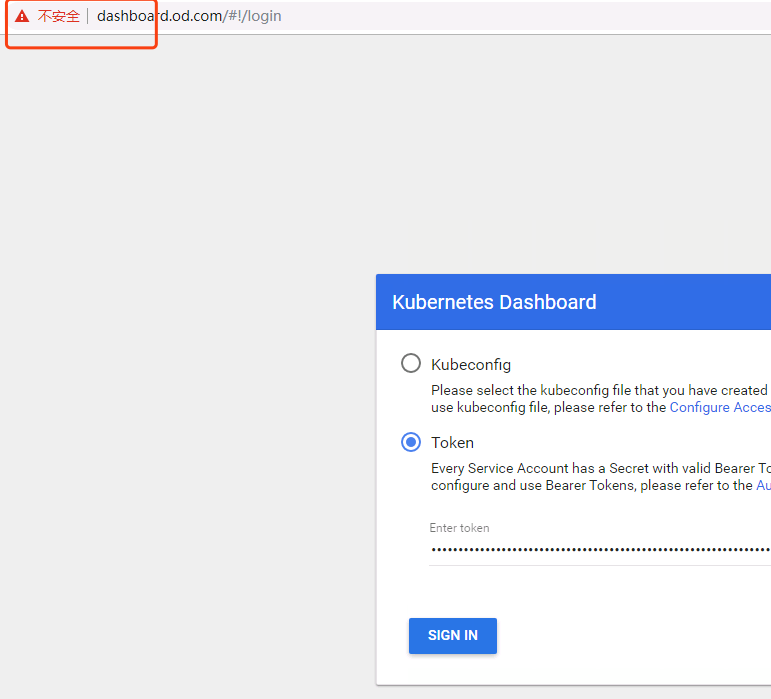 不安全 dashboard.od.com/#!/login
Kubernetes Dashboard
Kubeconfig
Please select the kubeconfig file that you have created
use kubeconfig file, please refer to the Configure Acces
Token
Every Service Account has a Secret with valid Bearer To
configure and use Bearer Tokens, please refer to the Au
Enter token
SIGN IN